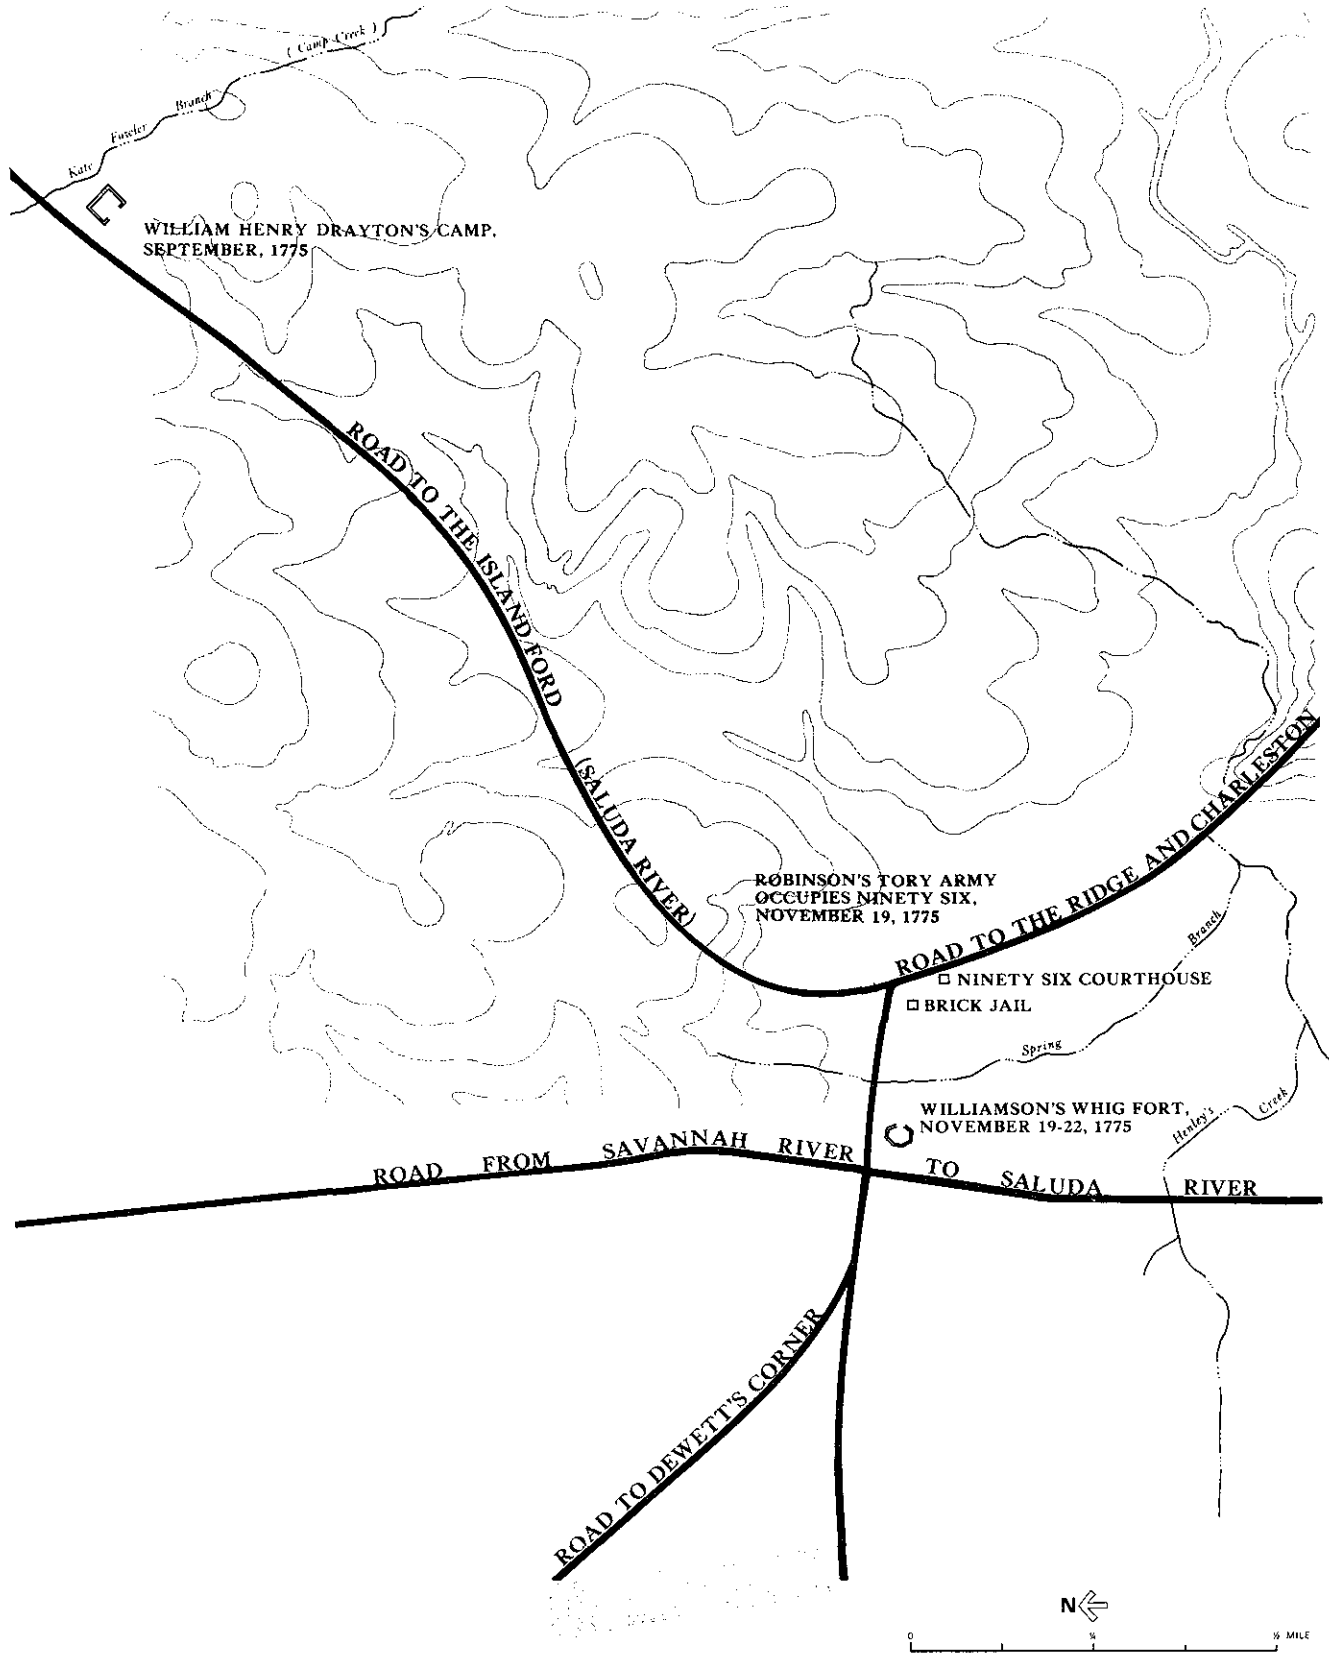 ( Camp Creek )
Branch
Fowler
Kate
WILLIAM HENRY DRAYTON'S CAMP,
SEPTEMBER, 1775
ROAD TO THE ISLAND FORD
(SALUDA RIVER)
ROBINSON'S TORY ARMY
OCCUPIES NINETY SIX,
NOVEMBER 19, 1775
ROAD TO THE RIDGE AND CHARLESTON
NINETY SIX COURTHOUSE
BRICK JAIL
Spring Branch
WILLIAMSON'S WHIG FORT,
NOVEMBER 19-22, 1775
Henley's Creek
ROAD FROM SAVANNAH RIVER TO SALUDA RIVER
ROAD TO DEWETT'S CORNER
N
0 ¼ ½ MILE